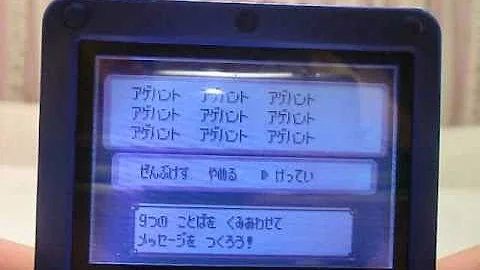 アゲハント アゲハント アゲハント
アゲハント アゲハント アゲハント
アゲハント アゲハント アゲハント
ぜんぶけす やめる ▶けってい
9つの ことばを くみあわせて
メッセージを つくろう!